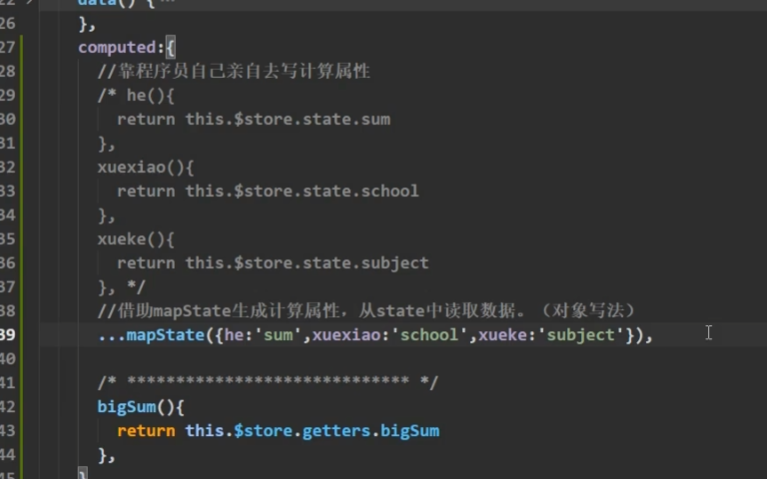 data() {
26 },
27 computed:{
28 //靠程序员自己亲自去写计算属性
29 /* he(){
30 return this.$store.state.sum
31 },
32 xuexiao(){
33 return this.$store.state.school
34 },
35 xueke(){
36 return this.$store.state.subject
37 }, */
38 //借助mapState生成计算属性，从state中读取数据。（对象写法）
39 ...mapState({he:'sum',xuexiao:'school',xueke:'subject'}),
40
41 /* **************************** */
42 bigSum(){
43 return this.$store.getters.bigSum
44 },